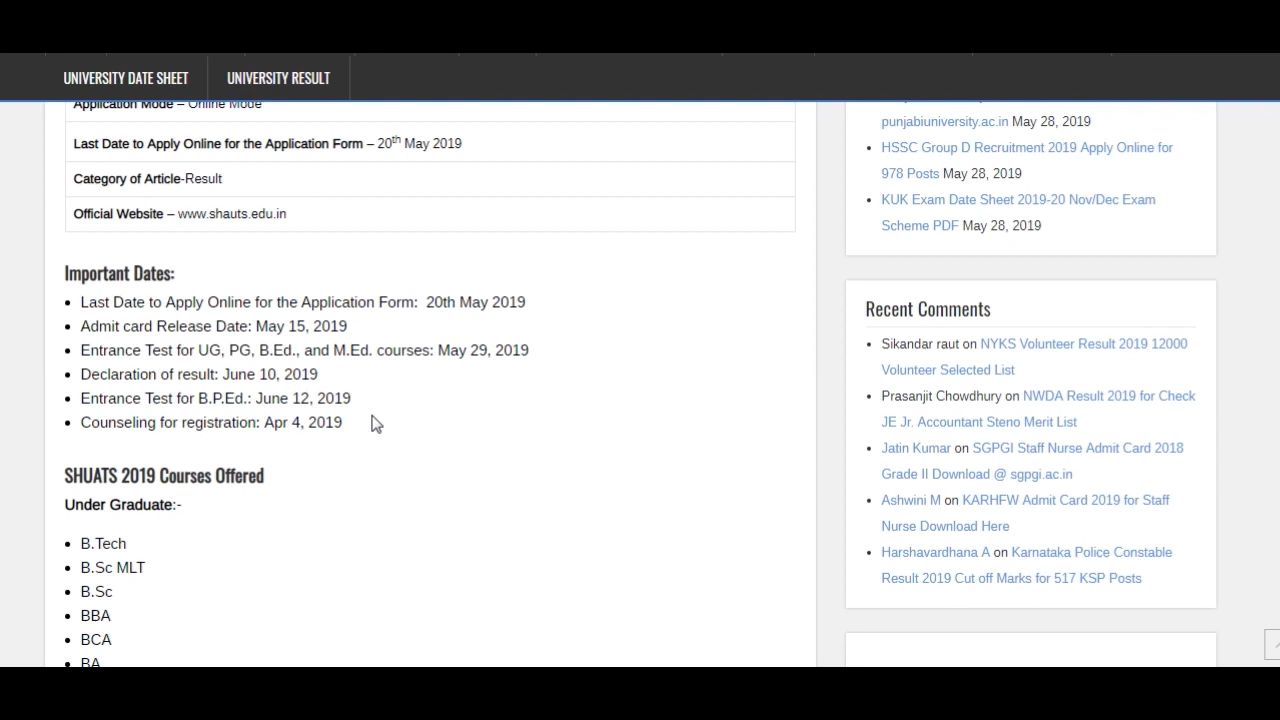 UNIVERSITY DATE SHEET
UNIVERSITY RESULT
Application Mode – Online Mode
Last Date to Apply Online for the Application Form – 20th May 2019
Category of Article-Result
Official Website – www.shauts.edu.in
Important Dates:
Last Date to Apply Online for the Application Form:  20th May 2019
Admit card Release Date: May 15, 2019
Entrance Test for UG, PG, B.Ed., and M.Ed. courses: May 29, 2019
Declaration of result: June 10, 2019
Entrance Test for B.P.Ed.: June 12, 2019
Counseling for registration: Apr 4, 2019
SHUATS 2019 Courses Offered
Under Graduate:-
B.Tech
B.Sc MLT
B.Sc
BBA
BCA
BA
punjabiuniversity.ac.in May 28, 2019
HSSC Group D Recruitment 2019 Apply Online for
978 Posts May 28, 2019
KUK Exam Date Sheet 2019-20 Nov/Dec Exam
Scheme PDF May 28, 2019
Recent Comments
Sikandar raut on NYKS Volunteer Result 2019 12000
Volunteer Selected List
Prasanjit Chowdhury on NWDA Result 2019 for Check
JE Jr. Accountant Steno Merit List
Jatin Kumar on SGPGI Staff Nurse Admit Card 2018
Grade II Download @ sgpgi.ac.in
Ashwini M on KARHFW Admit Card 2019 for Staff
Nurse Download Here
Harshavardhana A on Karnataka Police Constable
Result 2019 Cut off Marks for 517 KSP Posts